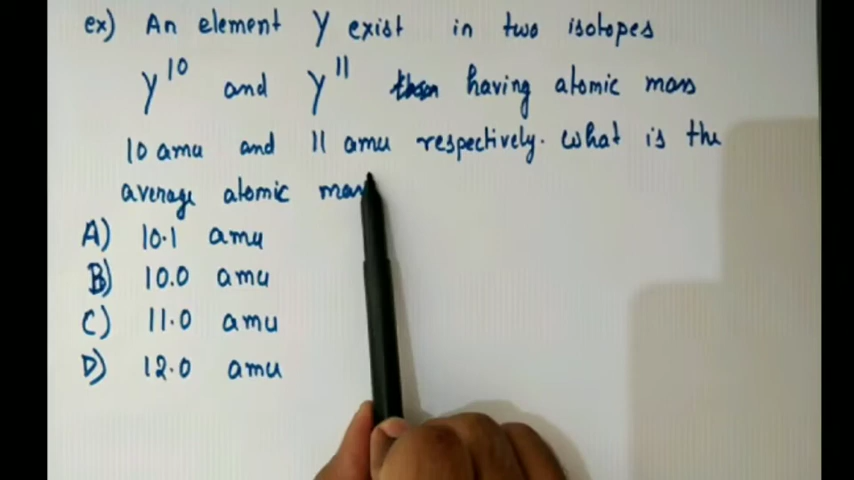 ex) An element Y exist in two isotopes
Y¹⁰ and Y¹¹ having atomic mass
10 amu and 11 amu respectively. What is the
average atomic mas
A) 10.1 amu
B) 10.0 amu
C) 11.0 amu
D) 12.0 amu